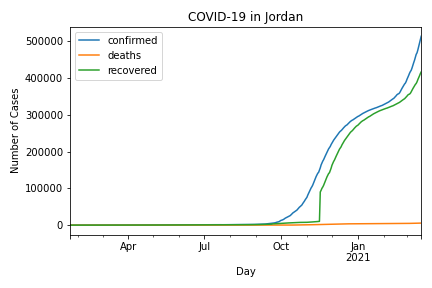 COVID-19 in Jordan
confirmed
deaths
recovered
Number of Cases
500000
400000
300000
200000
100000
0
Apr
Jul
Oct
Jan
2021
Day